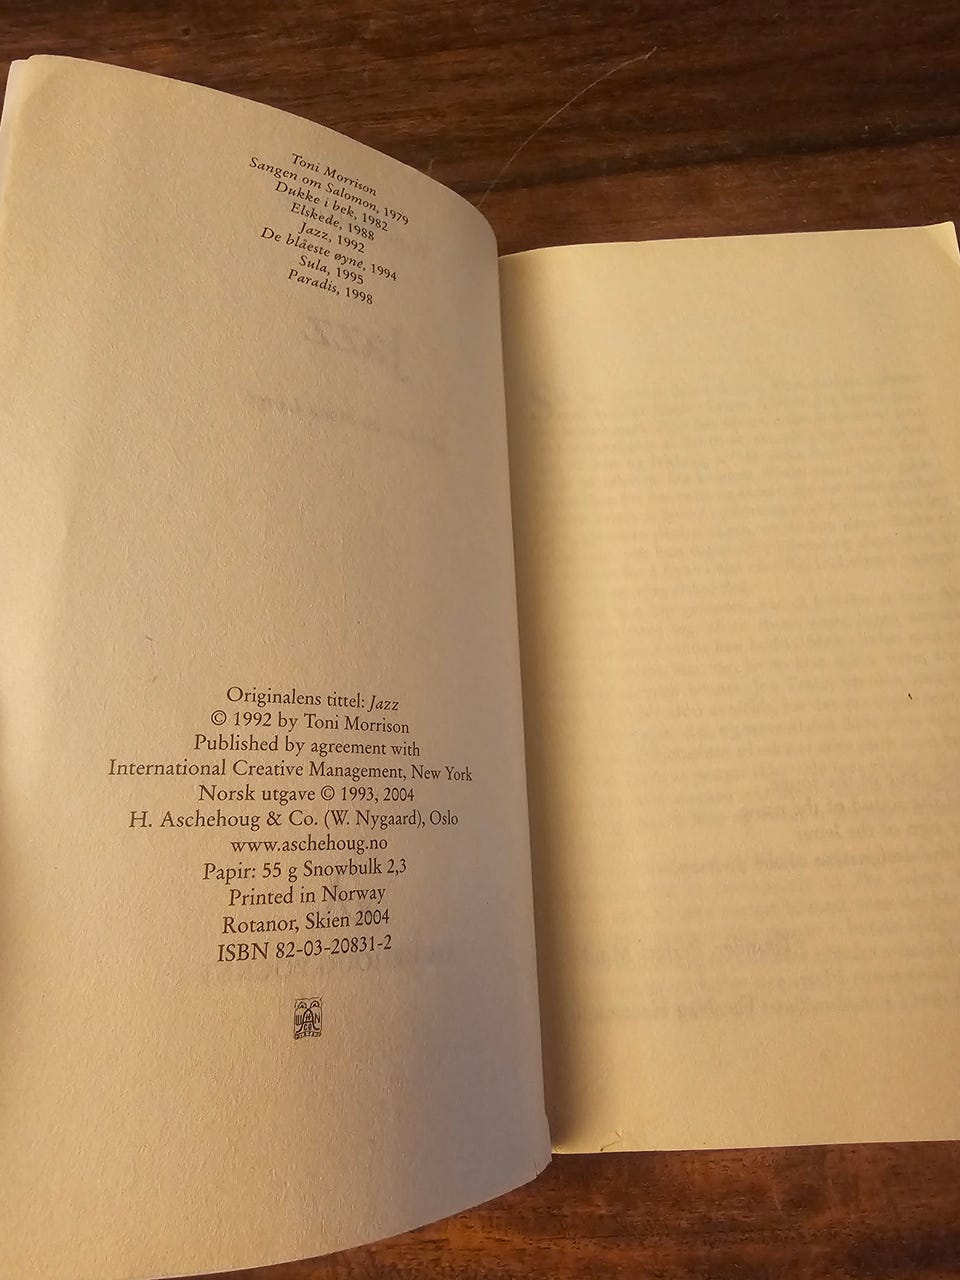 Toni Morrison
Sangen om Salomon, 1979
Dukke i bek, 1982
Elskede, 1988
Jazz, 1992
De blåeste øyne, 1994
Sula, 1995
Paradis, 1998
Originalens tittel: Jazz
© 1992 by Toni Morrison
Published by agreement with
International Creative Management, New York
Norsk utgave © 1993, 2004
H. Aschehoug & Co. (W. Nygaard), Oslo
www.aschehoug.no
Papir: 55 g Snowbulk 2,3
Printed in Norway
Rotanor, Skien 2004
ISBN 82-03-20831-2